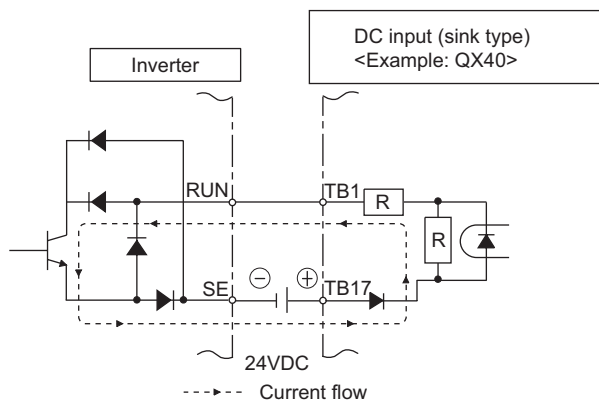 Inverter
DC input (sink type)
<Example: QX40>
RUN
TB1
R
R
SE
⊖
⊕
TB17
24VDC
Current flow